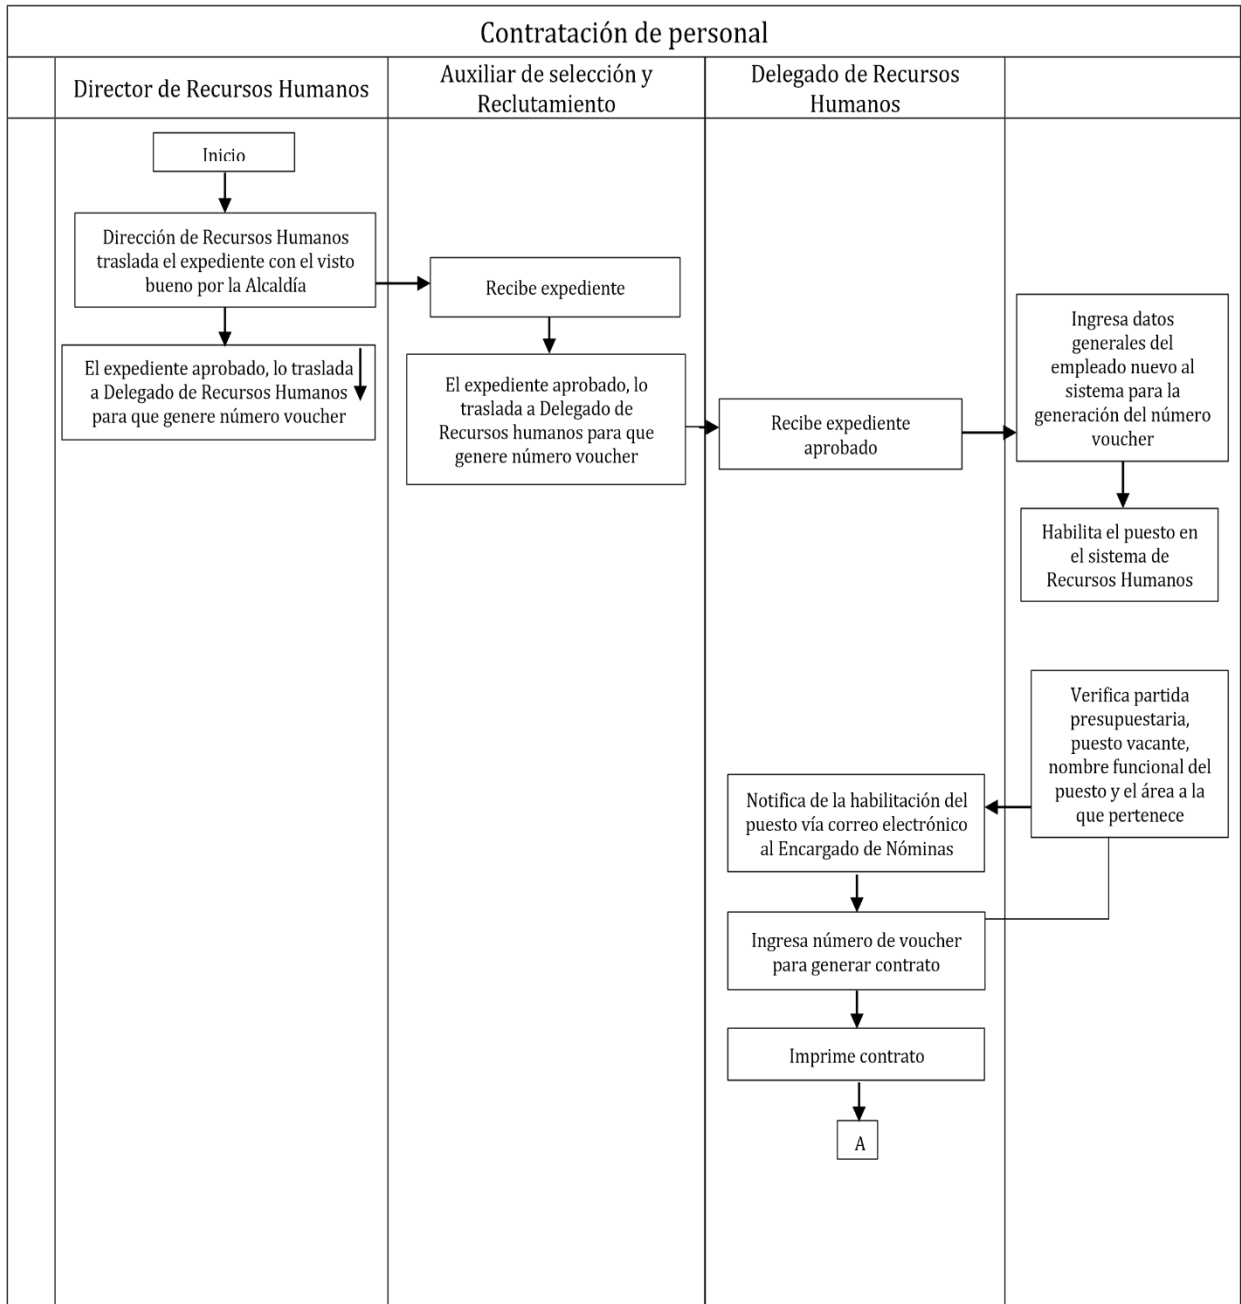 Contratación de personal
Director de Recursos Humanos
Auxiliar de selección y
Reclutamiento
Delegado de Recursos
Humanos
Inicio
Dirección de Recursos Humanos
traslada el expediente con el visto
bueno por la Alcaldía
El expediente aprobado, lo traslada
a Delegado de Recursos Humanos
para que genere número voucher
Recibe expediente
El expediente aprobado, lo
traslada a Delegado de
Recursos humanos para que
genere número voucher
Recibe expediente
aprobado
Ingresa datos
generales del
empleado nuevo al
sistema para la
generación del número
voucher
Habilita el puesto en
el sistema de
Recursos Humanos
Verifica partida
presupuestaria,
puesto vacante,
nombre funcional del
puesto y el área a la
que pertenece
Notifica de la habilitación del
puesto vía correo electrónico
al Encargado de Nóminas
Ingresa número de voucher
para generar contrato
Imprime contrato
A